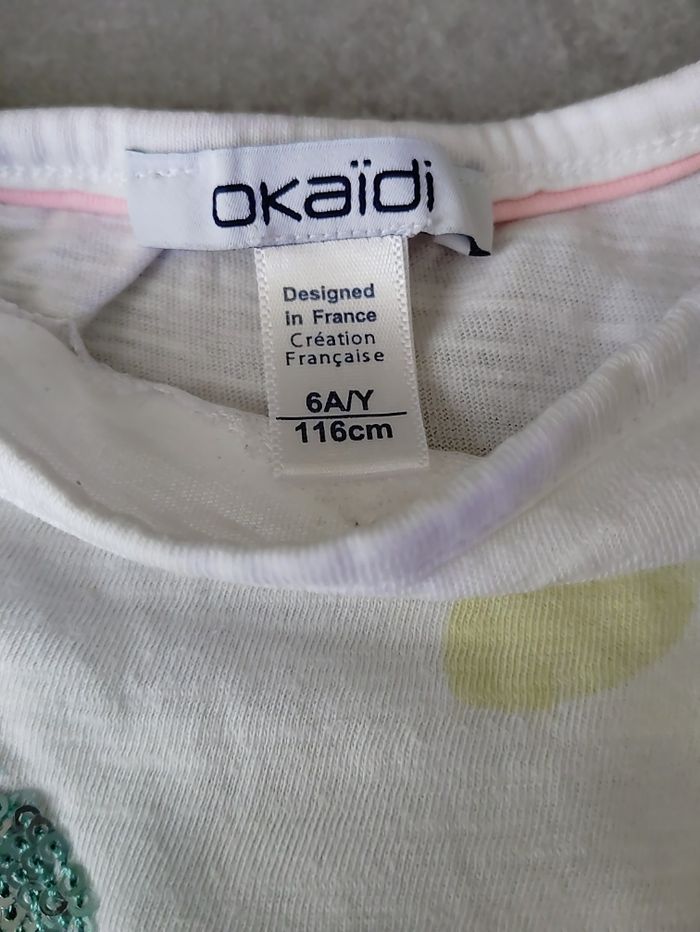 okaïdi
Designed
in France
Création
Française
6A/Y
116cm